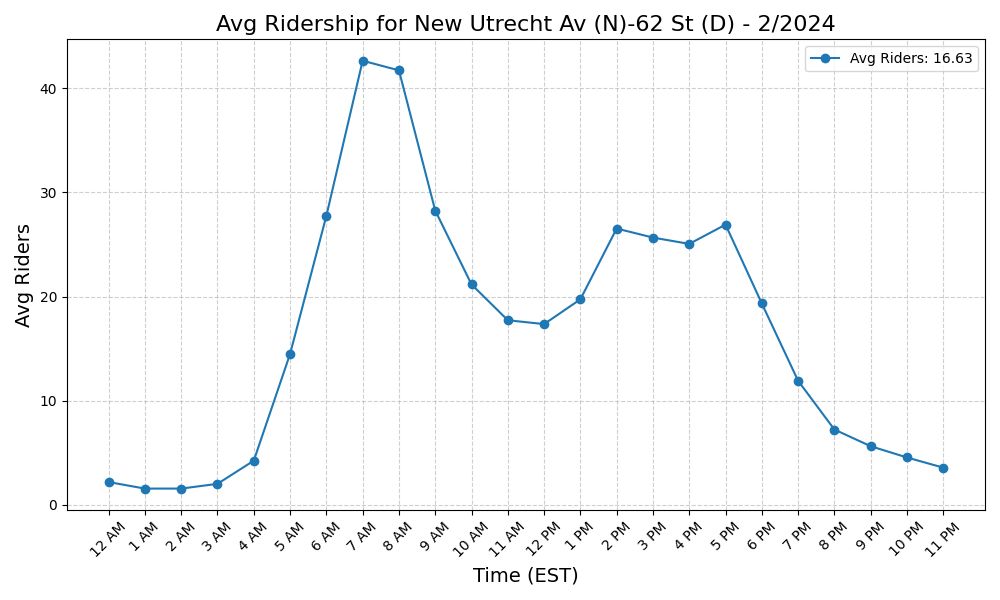 Avg Ridership for New Utrecht Av (N)-62 St (D) - 2/2024
Avg Riders: 16.63
Avg Riders
40
30
20
10
0
12 AM
1 AM
2 AM
3 AM
4 AM
5 AM
6 AM
7 AM
8 AM
9 AM
10 AM
11 AM
12 PM
1 PM
2 PM
3 PM
4 PM
5 PM
6 PM
7 PM
8 PM
9 PM
10 PM
11 PM
Time (EST)